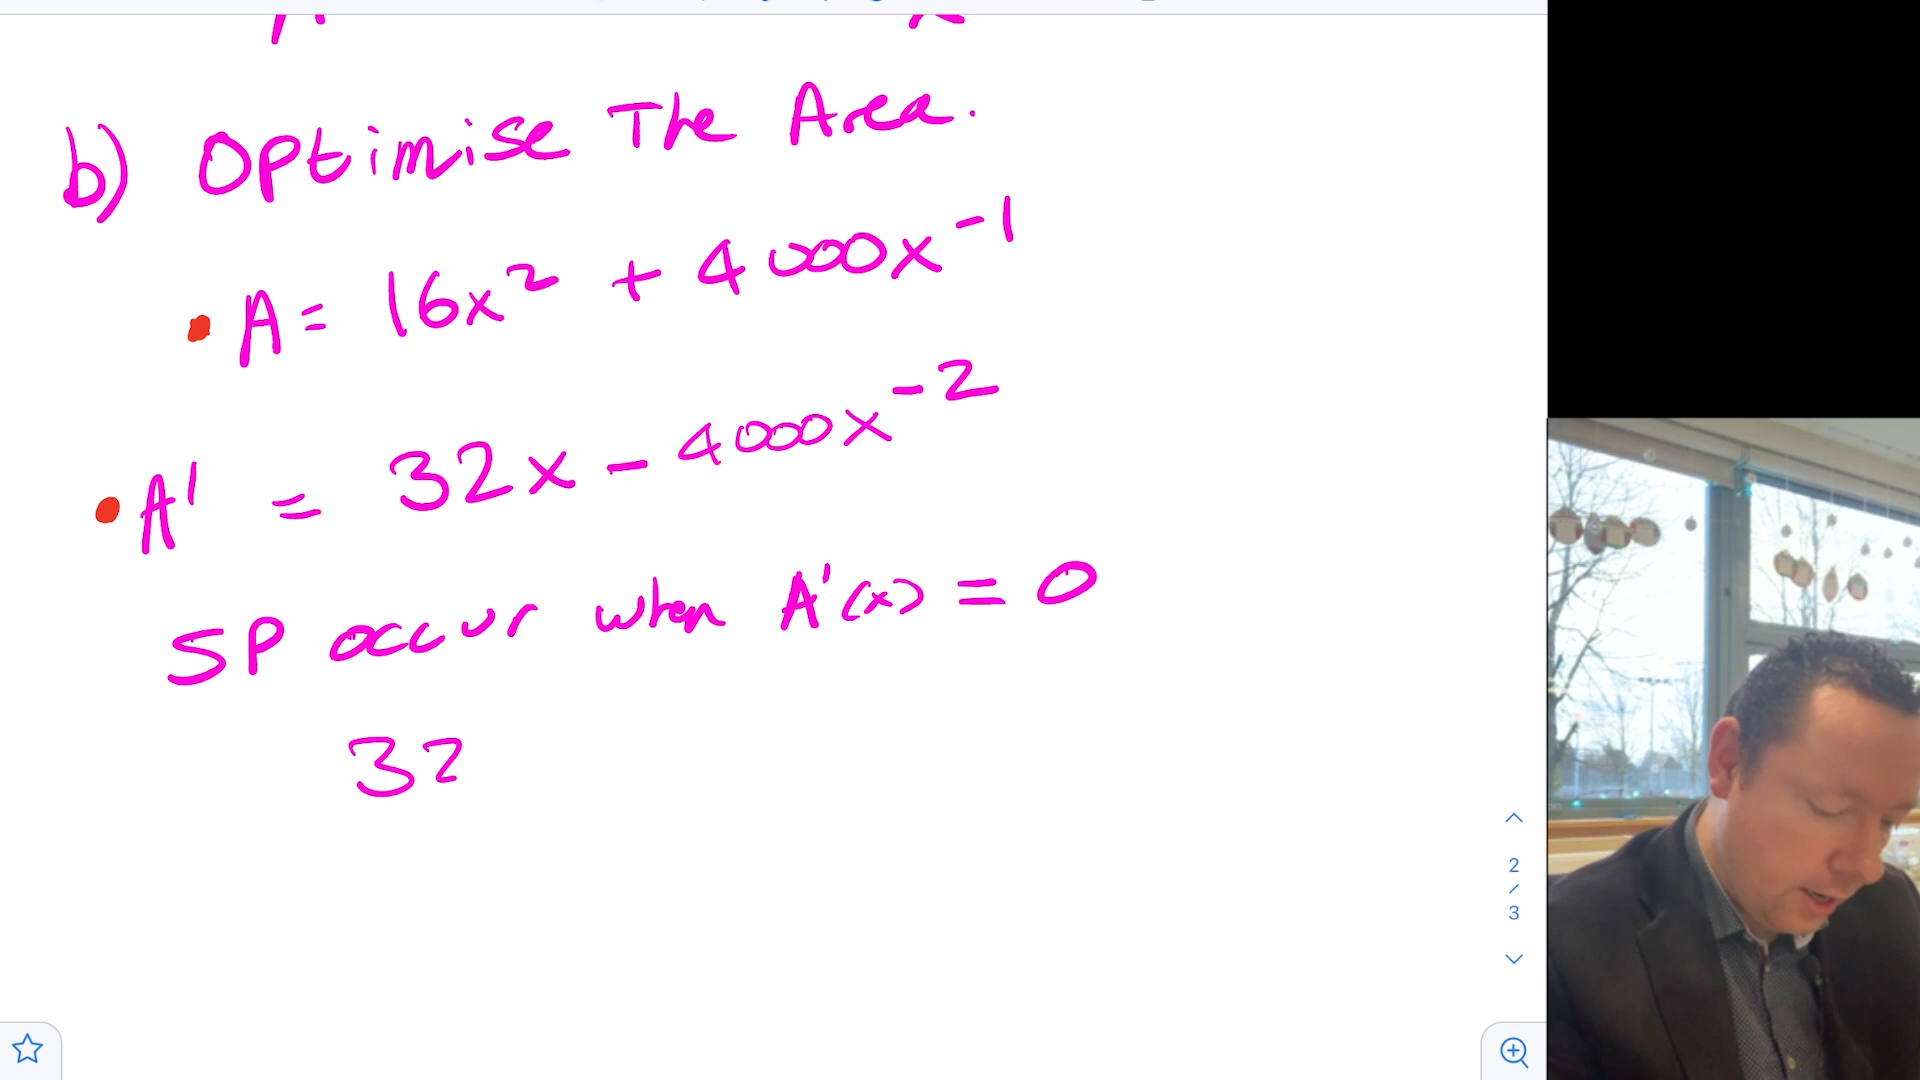 b) Optimise The Area.
• A = 16x² + 4000x⁻¹
• A' = 32x - 4000x⁻²
SP occur when A'(x) = 0
32
2
/
3